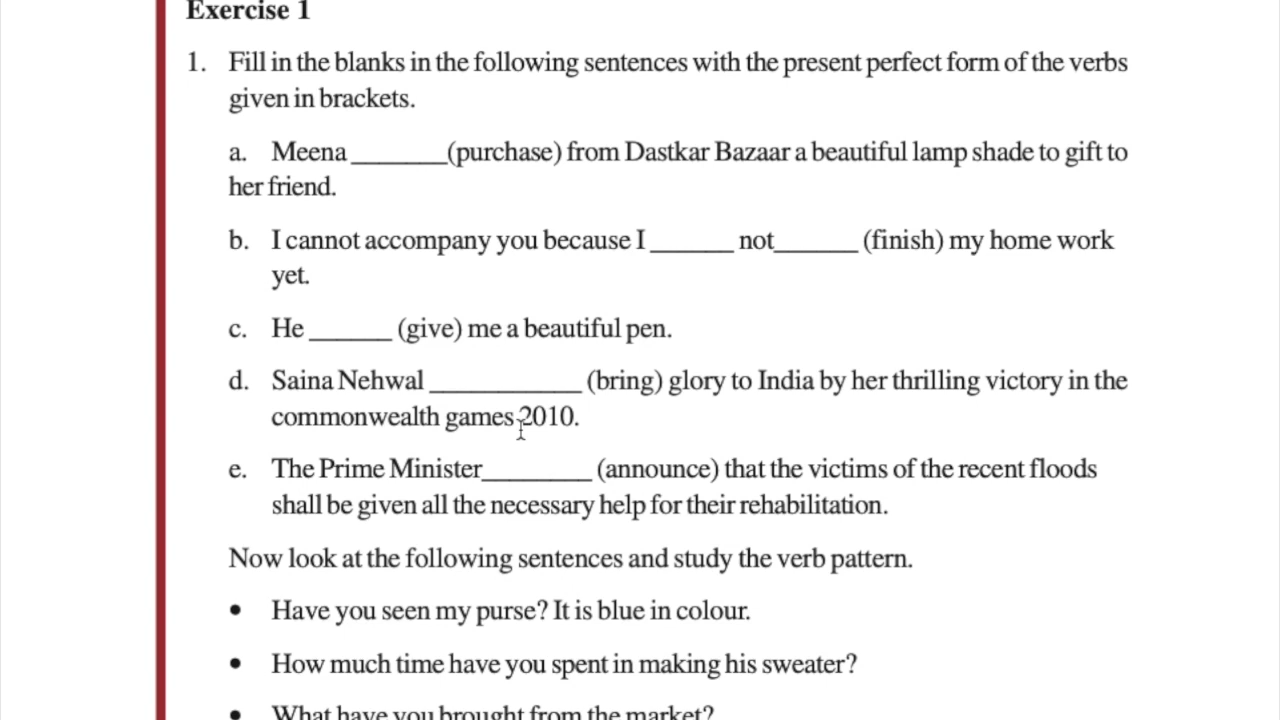 Exercise 1
1. Fill in the blanks in the following sentences with the present perfect form of the verbs
given in brackets.
a. Meena _______(purchase) from Dastkar Bazaar a beautiful lamp shade to gift to
her friend.
b. I cannot accompany you because I ______ not______ (finish) my home work
yet.
c. He ______ (give) me a beautiful pen.
d. Saina Nehwal ___________ (bring) glory to India by her thrilling victory in the
commonwealth games 2010.
e. The Prime Minister________ (announce) that the victims of the recent floods
shall be given all the necessary help for their rehabilitation.
Now look at the following sentences and study the verb pattern.
• Have you seen my purse? It is blue in colour.
• How much time have you spent in making his sweater?
• What have you brought from the market?